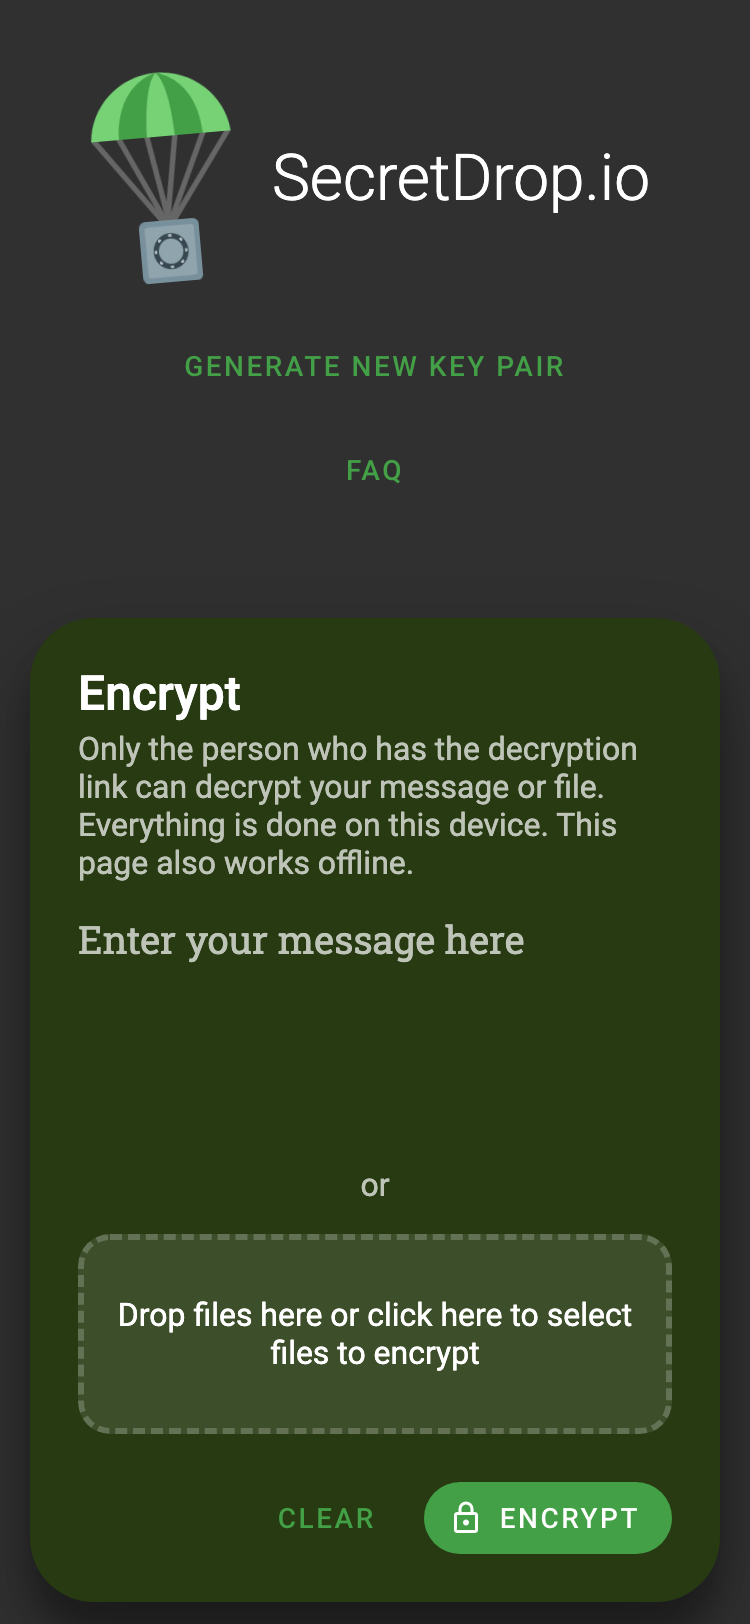 SecretDrop.io
GENERATE NEW KEY PAIR
FAQ
Encrypt
Only the person who has the decryption
link can decrypt your message or file.
Everything is done on this device. This
page also works offline.
Enter your message here
or
Drop files here or click here to select
files to encrypt
CLEAR
ENCRYPT